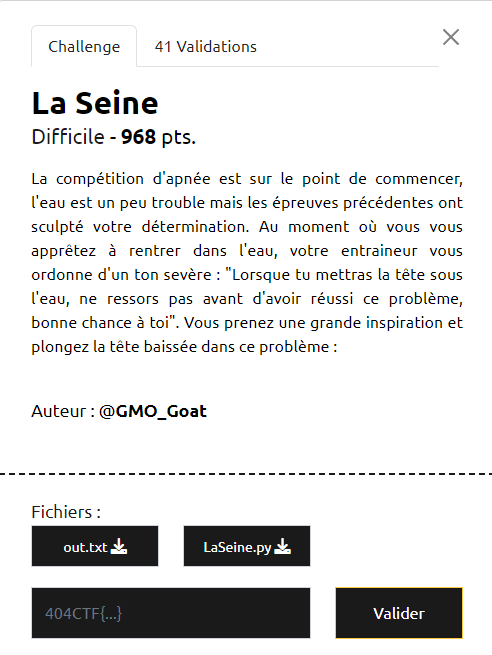 Challenge
41 Validations
La Seine
Difficile - 968 pts.
La compétition d'apnée est sur le point de commencer,
l'eau est un peu trouble mais les épreuves précédentes ont
sculpté votre détermination. Au moment où vous vous
apprêtez à rentrer dans l'eau, votre entraineur vous
ordonne d'un ton sevère : "Lorsque tu mettras la tête sous
l'eau, ne ressors pas avant d'avoir réussi ce problème,
bonne chance à toi". Vous prenez une grande inspiration et
plongez la tête baissée dans ce problème :
Auteur : @GMO_Goat
Fichiers :
out.txt
LaSeine.py
404CTF{...}
Valider